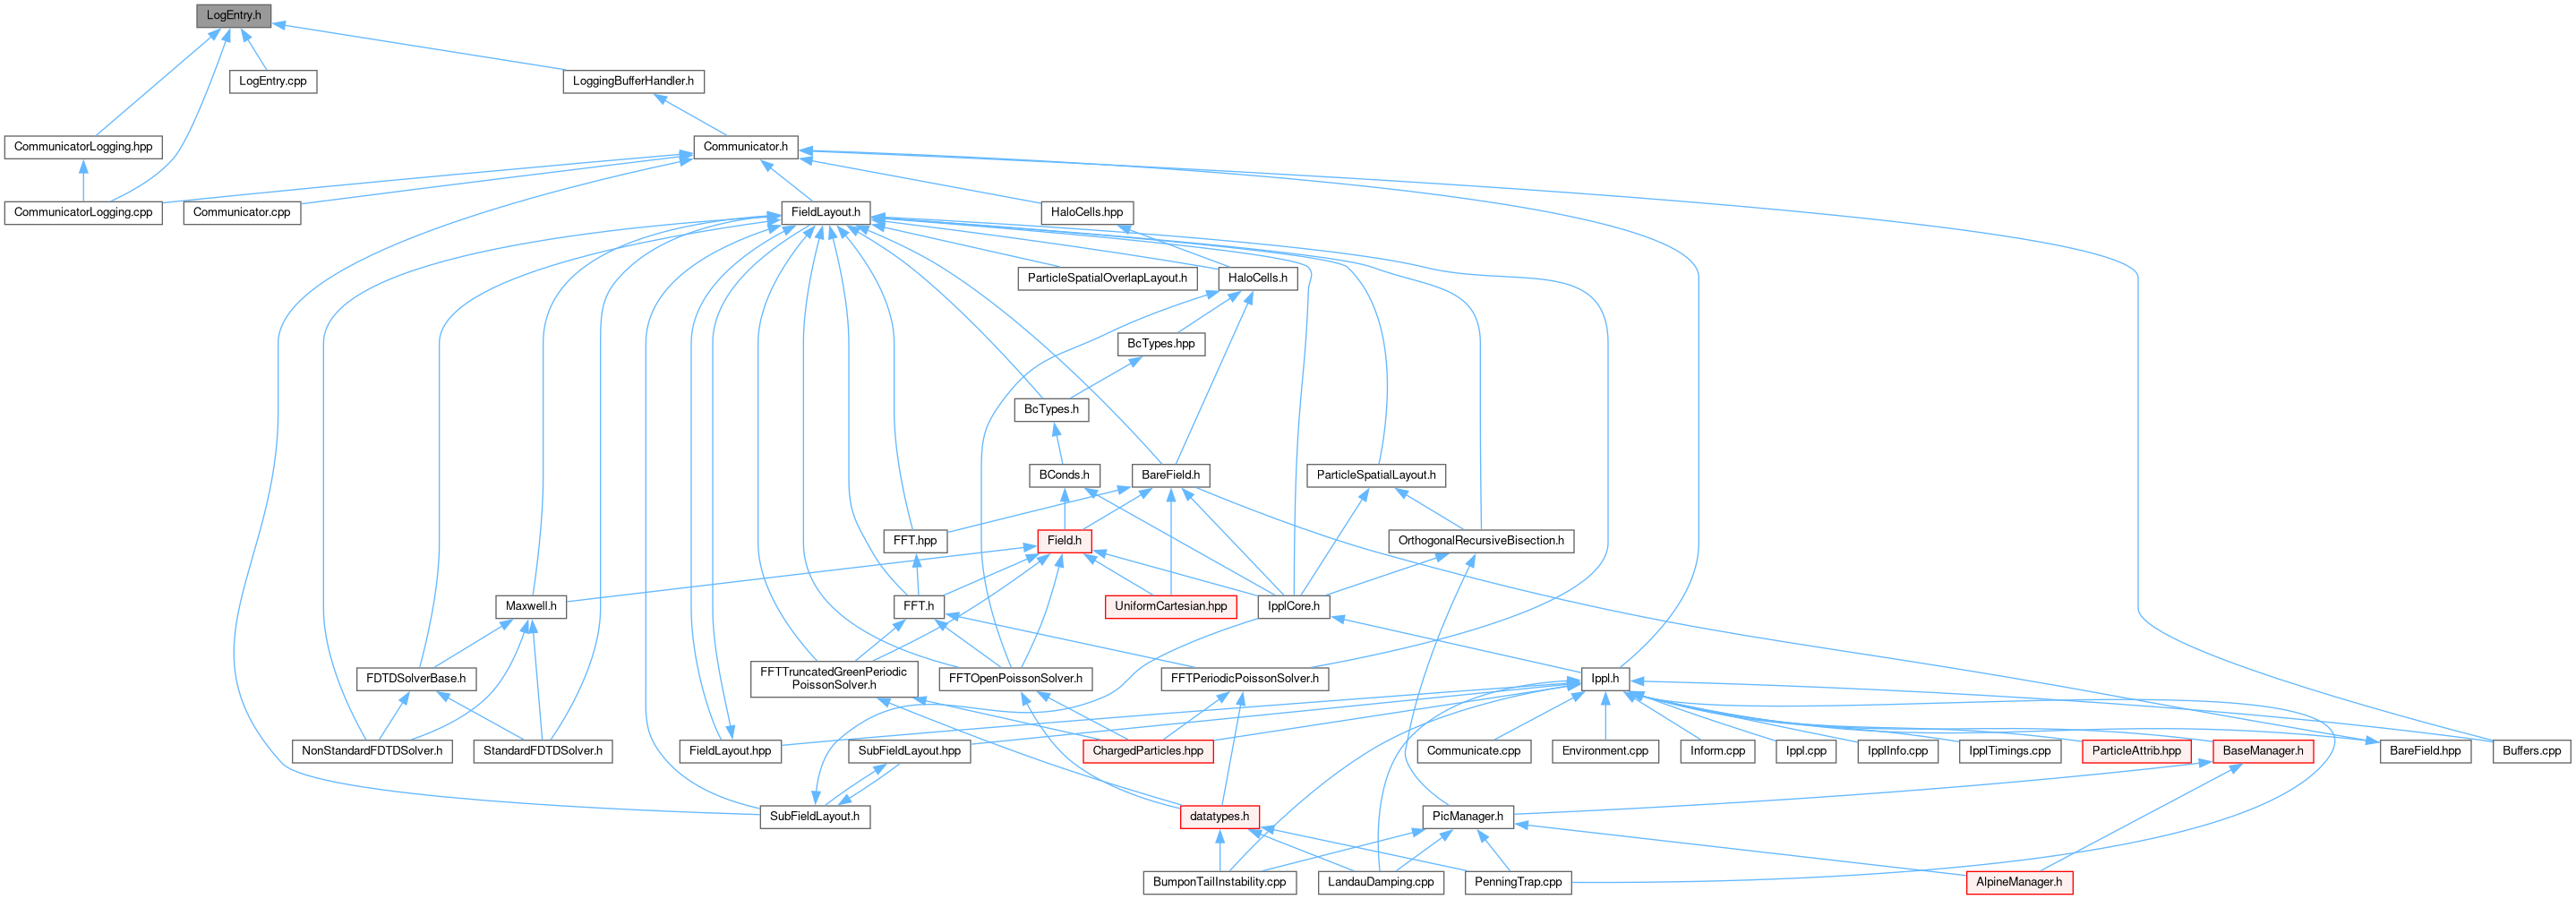 LogEntry.h
LogEntry.cpp
LoggingBufferHandler.h
CommunicatorLogging.hpp
Communicator.h
CommunicatorLogging.cpp
Communicator.cpp
FieldLayout.h
HaloCells.hpp
ParticleSpatialOverlapLayout.h
HaloCells.h
BcTypes.hpp
BcTypes.h
BConds.h
BareField.h
ParticleSpatialLayout.h
FFT.hpp
Field.h
OrthogonalRecursiveBisection.h
Maxwell.h
FFT.h
UniformCartesian.hpp
IpplCore.h
FDTDSolverBase.h
FFTTruncatedGreenPeriodic
PoissonSolver.h
FFTOpenPoissonSolver.h
FFTPeriodicPoissonSolver.h
Ippl.h
NonStandardFDTDSolver.h
StandardFDTDSolver.h
FieldLayout.hpp
SubFieldLayout.hpp
ChargedParticles.hpp
Communicate.cpp
Environment.cpp
Inform.cpp
Ippl.cpp
IpplInfo.cpp
IpplTimings.cpp
ParticleAttrib.hpp
BaseManager.h
BareField.hpp
Buffers.cpp
SubFieldLayout.h
datatypes.h
PicManager.h
BumponTailInstability.cpp
LandauDamping.cpp
PenningTrap.cpp
AlpineManager.h